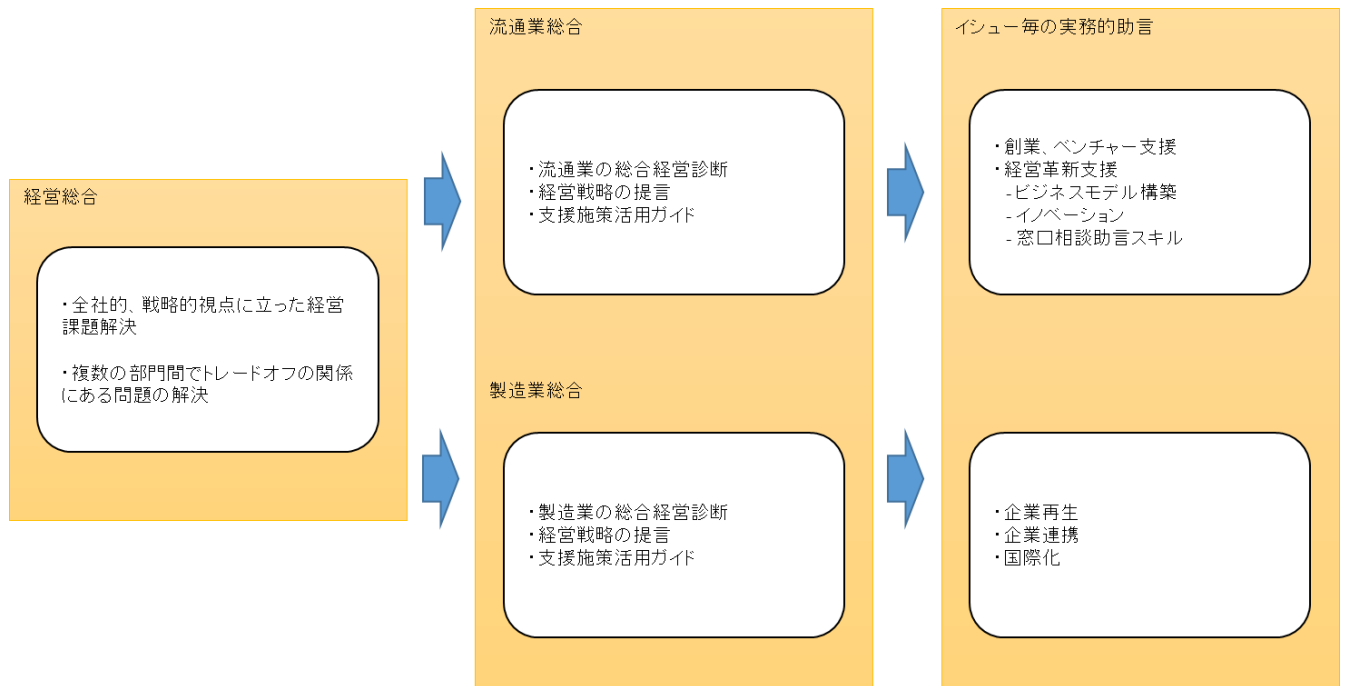 経営総合
・全社的、戦略的視点に立った経営
課題解決
・複数の部門間でトレードオフの関係
にある問題の解決
流通業総合
・流通業の総合経営診断
・経営戦略の提言
・支援施策活用ガイド
製造業総合
・製造業の総合経営診断
・経営戦略の提言
・支援施策活用ガイド
イシュー毎の実務的助言
・創業、ベンチャー支援
・経営革新支援
-ビジネスモデル構築
-イノベーション
- 窓口相談助言スキル
・企業再生
・企業連携
・国際化